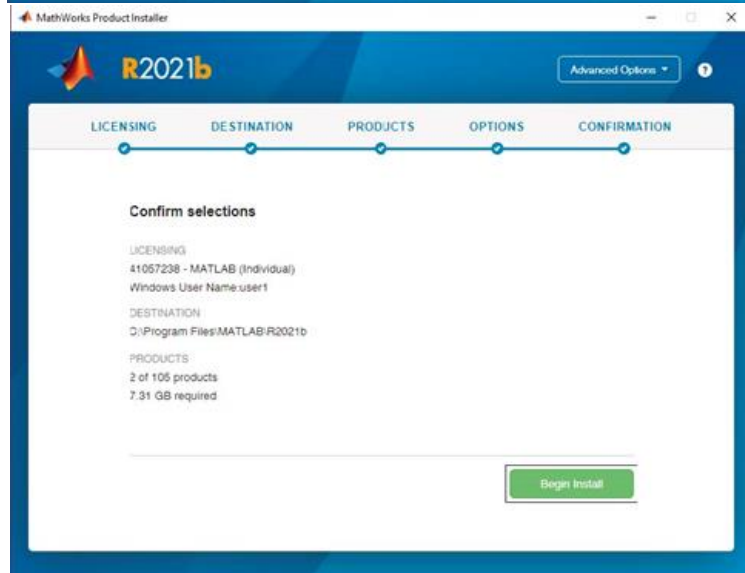 MathWorks Product Installer
R2021b
Advanced Options
?
LICENSING DESTINATION PRODUCTS OPTIONS CONFIRMATION
Confirm selections
LICENSING
41057238 - MATLAB (Individual)
Windows User Name:user1
DESTINATION
C:\Program Files\MATLAB\R2021b
PRODUCTS
2 of 105 products
7.31 GB required
Begin Install